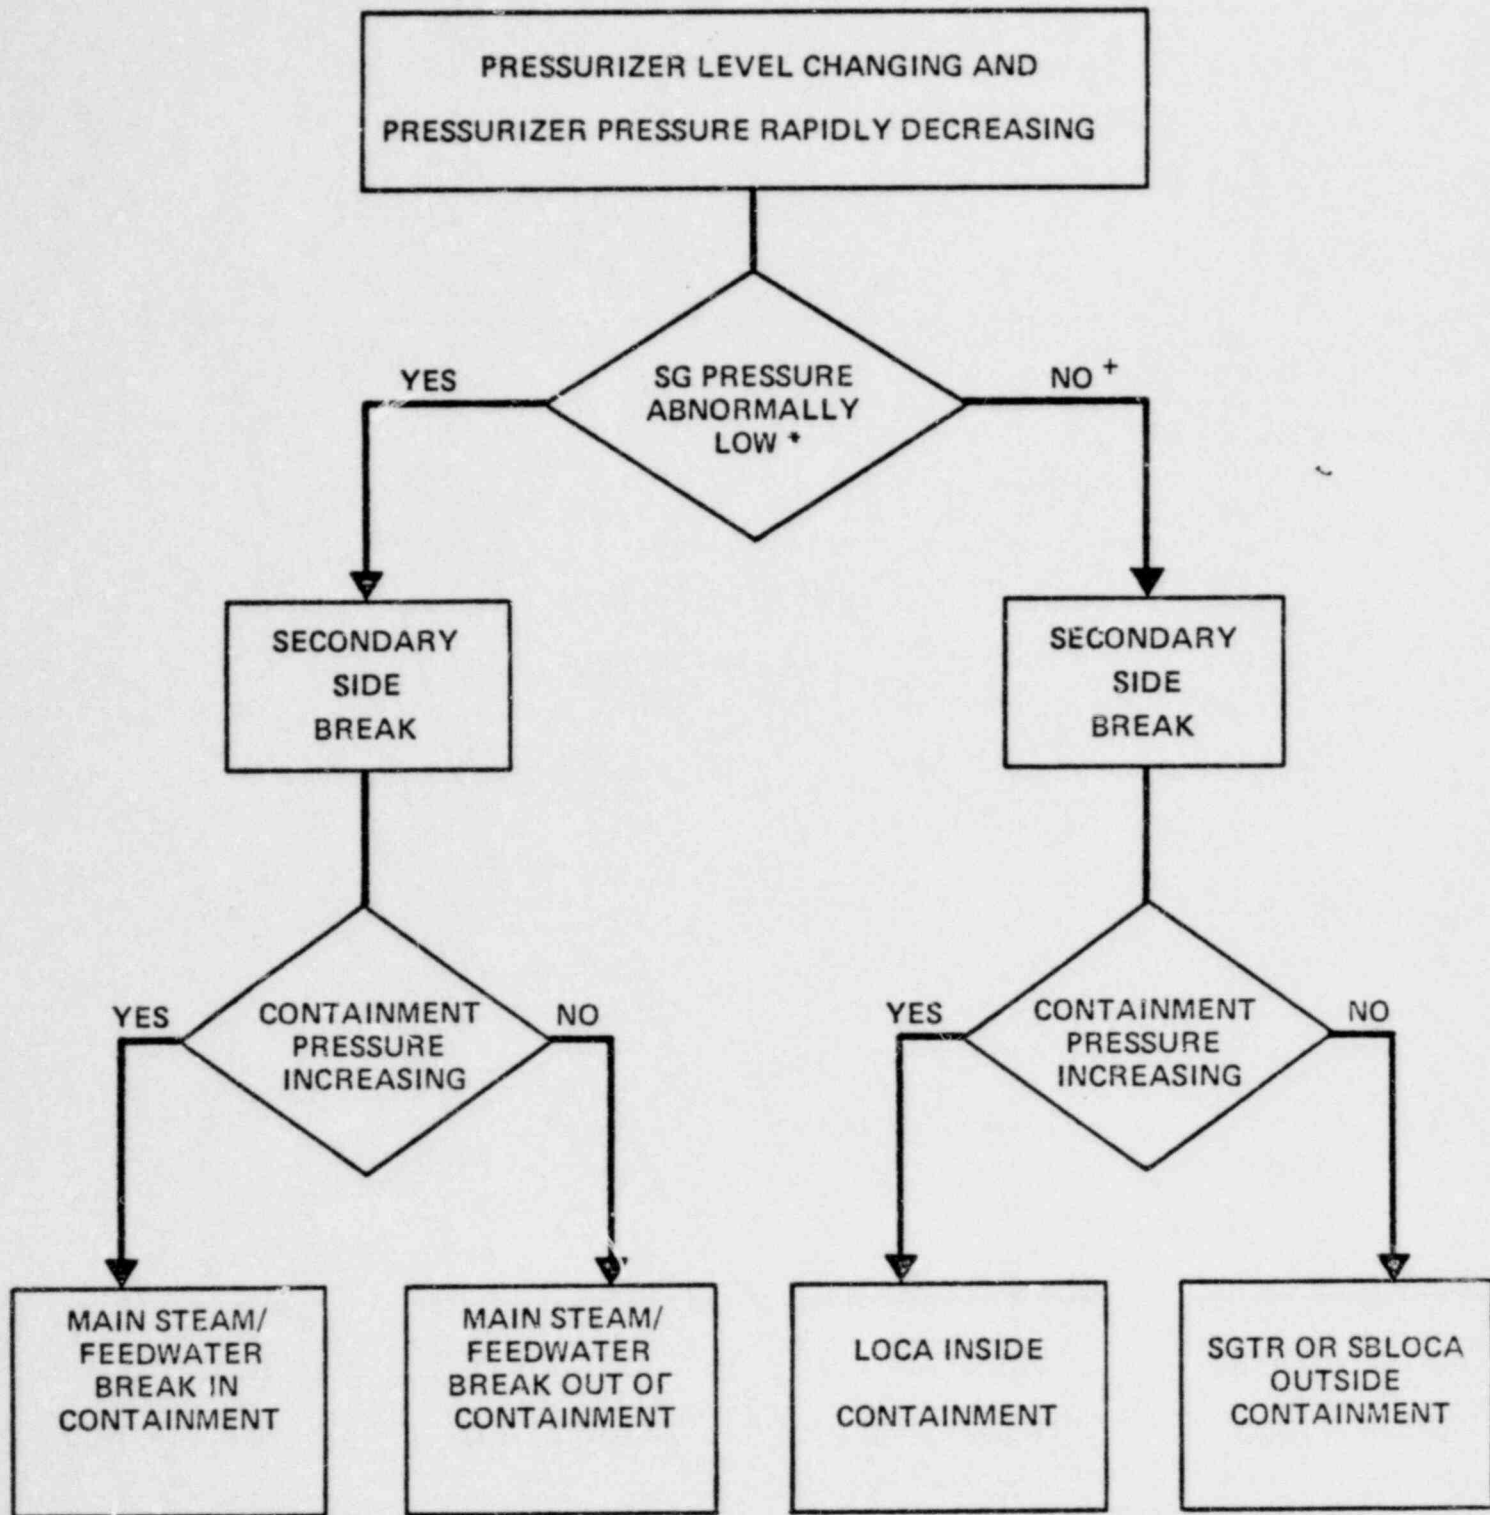 PRESSURIZER LEVEL CHANGING AND
PRESSURIZER PRESSURE RAPIDLY DECREASING
YES
SG PRESSURE
ABNORMALLY
LOW *
NO +
SECONDARY
SIDE
BREAK
SECONDARY
SIDE
BREAK
YES
CONTAINMENT
PRESSURE
INCREASING
NO
YES
CONTAINMENT
PRESSURE
INCREASING
NO
MAIN STEAM/
FEEDWATER
BREAK IN
CONTAINMENT
MAIN STEAM/
FEEDWATER
BREAK OUT OF
CONTAINMENT
LOCA INSIDE
CONTAINMENT
SGTR OR SBLOCA
OUTSIDE
CONTAINMENT